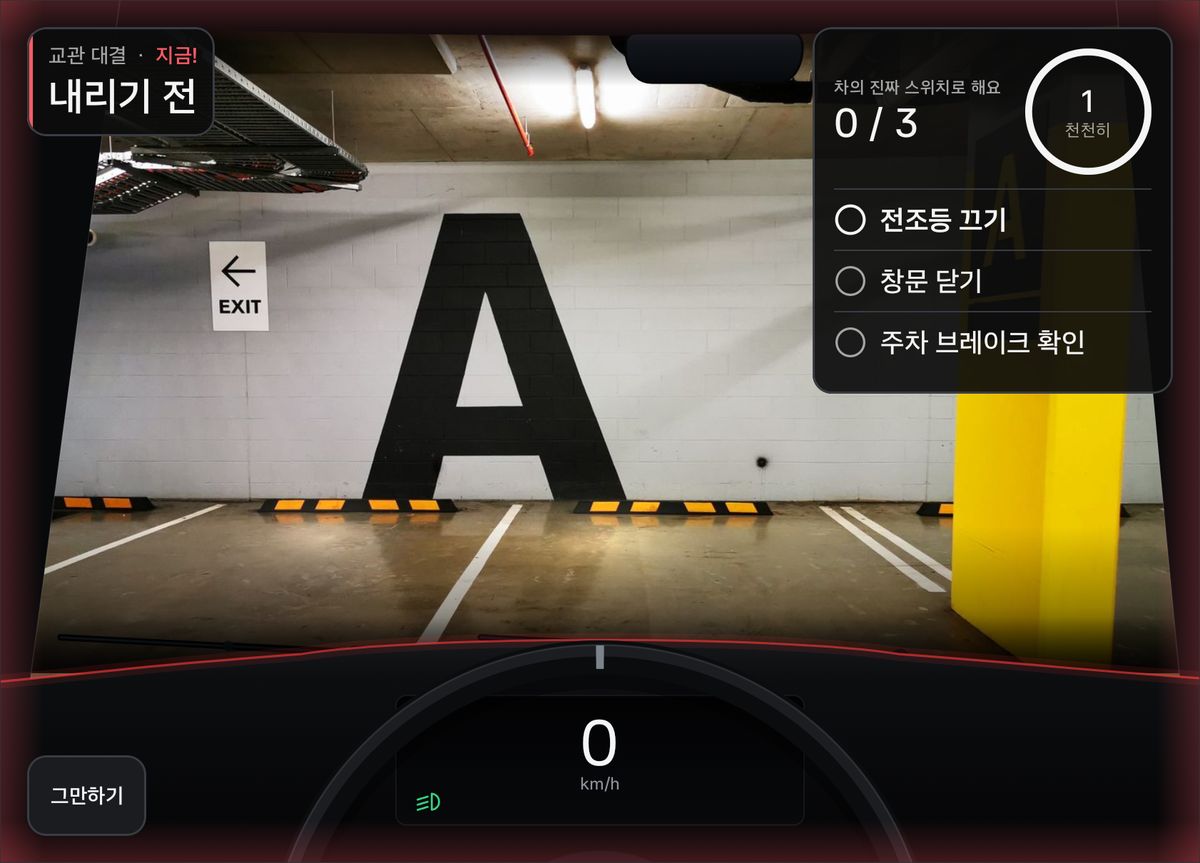 교관 대결 · 지금!
내리기 전
차의 진짜 스위치로 해요
0 / 3
1
천천히
전조등 끄기
창문 닫기
주차 브레이크 확인
EXIT
A
0
km/h
그만하기